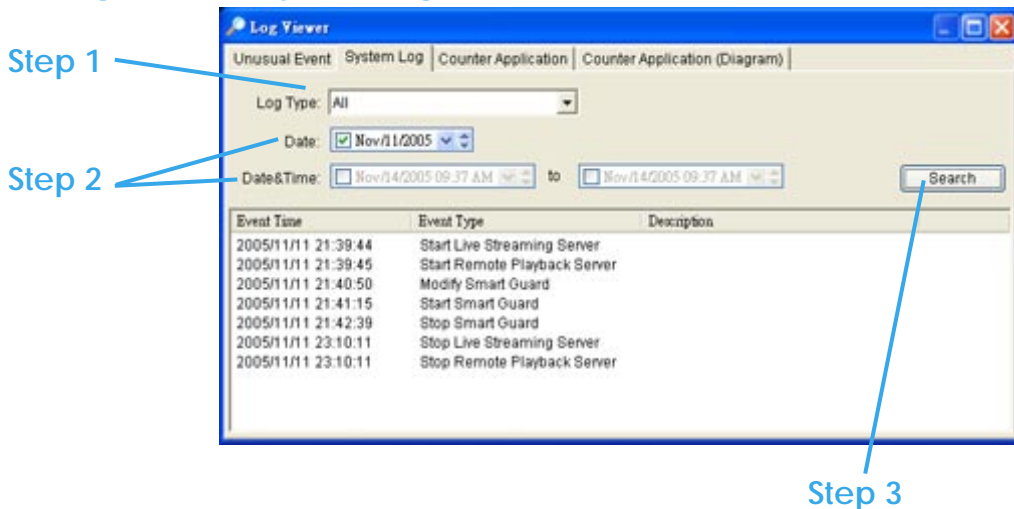 Log Viewer
Unusual Event System Log Counter Application Counter Application (Diagram)
Step 1
Log Type: All
Date: Nov/11/2005
Step 2
Date&Time: Nov/14/2005 09:37 AM to Nov/14/2005 09:37 AM Search
Event Time Event Type Description
2005/11/11 21:39:44 Start Live Streaming Server
2005/11/11 21:39:45 Start Remote Playback Server
2005/11/11 21:40:50 Modify Smart Guard
2005/11/11 21:41:15 Start Smart Guard
2005/11/11 21:42:39 Stop Smart Guard
2005/11/11 23:10:11 Stop Live Streaming Server
2005/11/11 23:10:11 Stop Remote Playback Server
Step 3